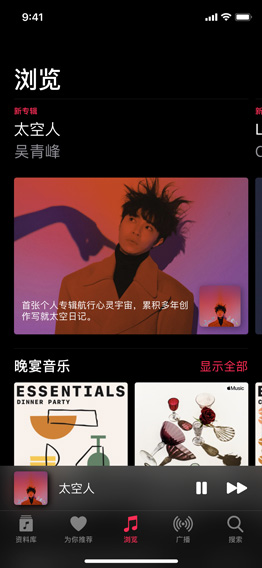 9:41
浏览
新专辑
太空人
吴青峰
首张个人专辑航行心灵宇宙，累积多年创
作写就太空日记。
晚宴音乐
显示全部
ESSENTIALS
DINNER PARTY
Music
太空人
资料库
为你推荐
浏览
广播
搜索